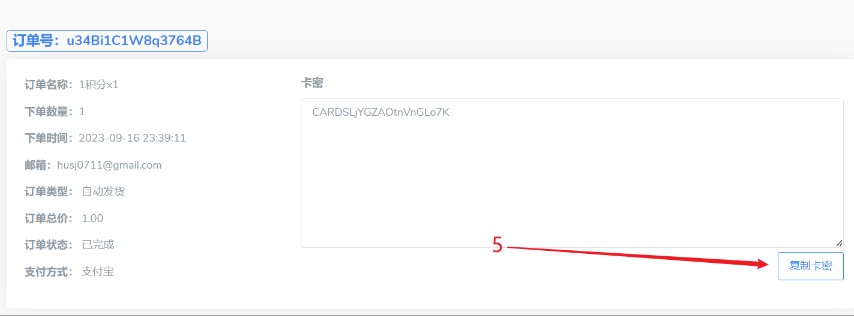 订单号：u34Bi1C1W8q3764B
订单名称：1积分x1
下单数量：1
下单时间：2023-09-16 23:39:11
邮箱：husj0711@gmail.com
订单类型：自动发货
订单总价：1.00
订单状态：已完成
支付方式：支付宝
卡密
CARDSLjYGZAOtnVnGLo7K
5
复制卡密